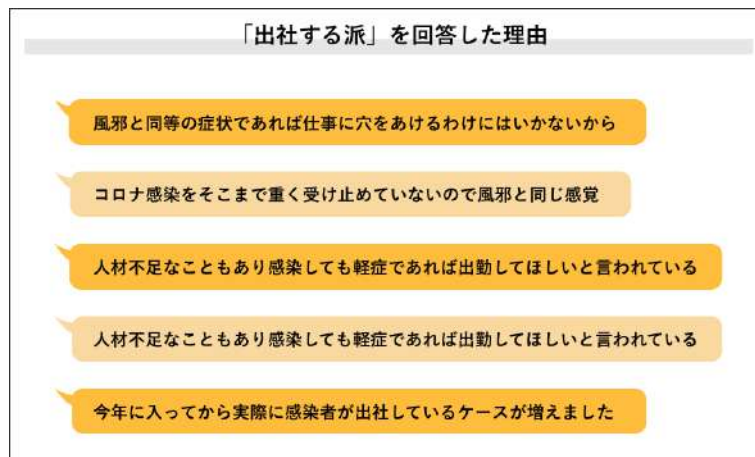 「出社する派」を回答した理由
風邪と同等の症状であれば仕事に穴をあけるわけにはいかないから
コロナ感染をそこまで重く受け止めていないので風邪と同じ感覚
人材不足なこともあり感染しても軽症であれば出勤してほしいと言われている
人材不足なこともあり感染しても軽症であれば出勤してほしいと言われている
今年に入ってから実際に感染者が出社しているケースが増えました